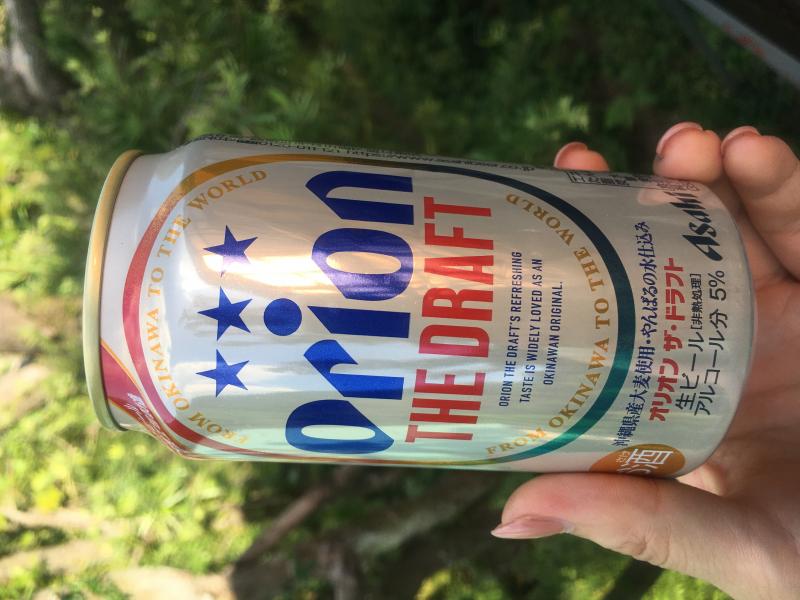 FROM OKINAWA TO THE WORLD
orion
THE DRAFT
ORION THE DRAFT'S REFRESHING
TASTE IS WIDELY LOVED AS AN
OKINAWAN ORIGINAL.
FROM OKINAWA TO THE WORLD
沖縄県産大麦使用・やんばるの水仕込み
オリオン ザ・ドラフト
生ビール[非熱処理]
アルコール分 5%
Asahi
酒